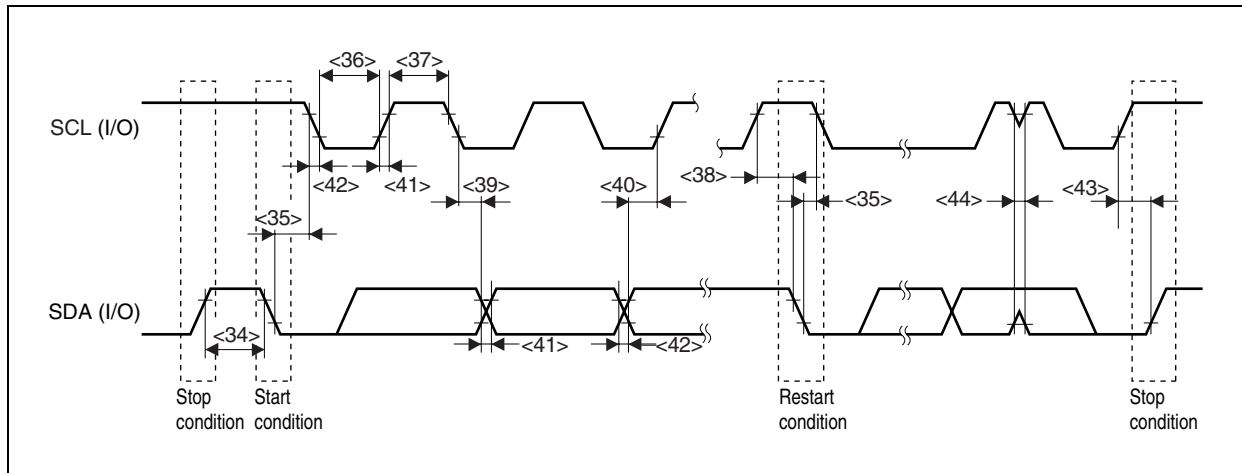 <36> <37>
SCL (I/O)
<42> <41> <39> <40> <38> <35> <44> <43>
<35>
SDA (I/O)
<34>
<41> <42>
Stop
condition
Start
condition
Restart
condition
Stop
condition